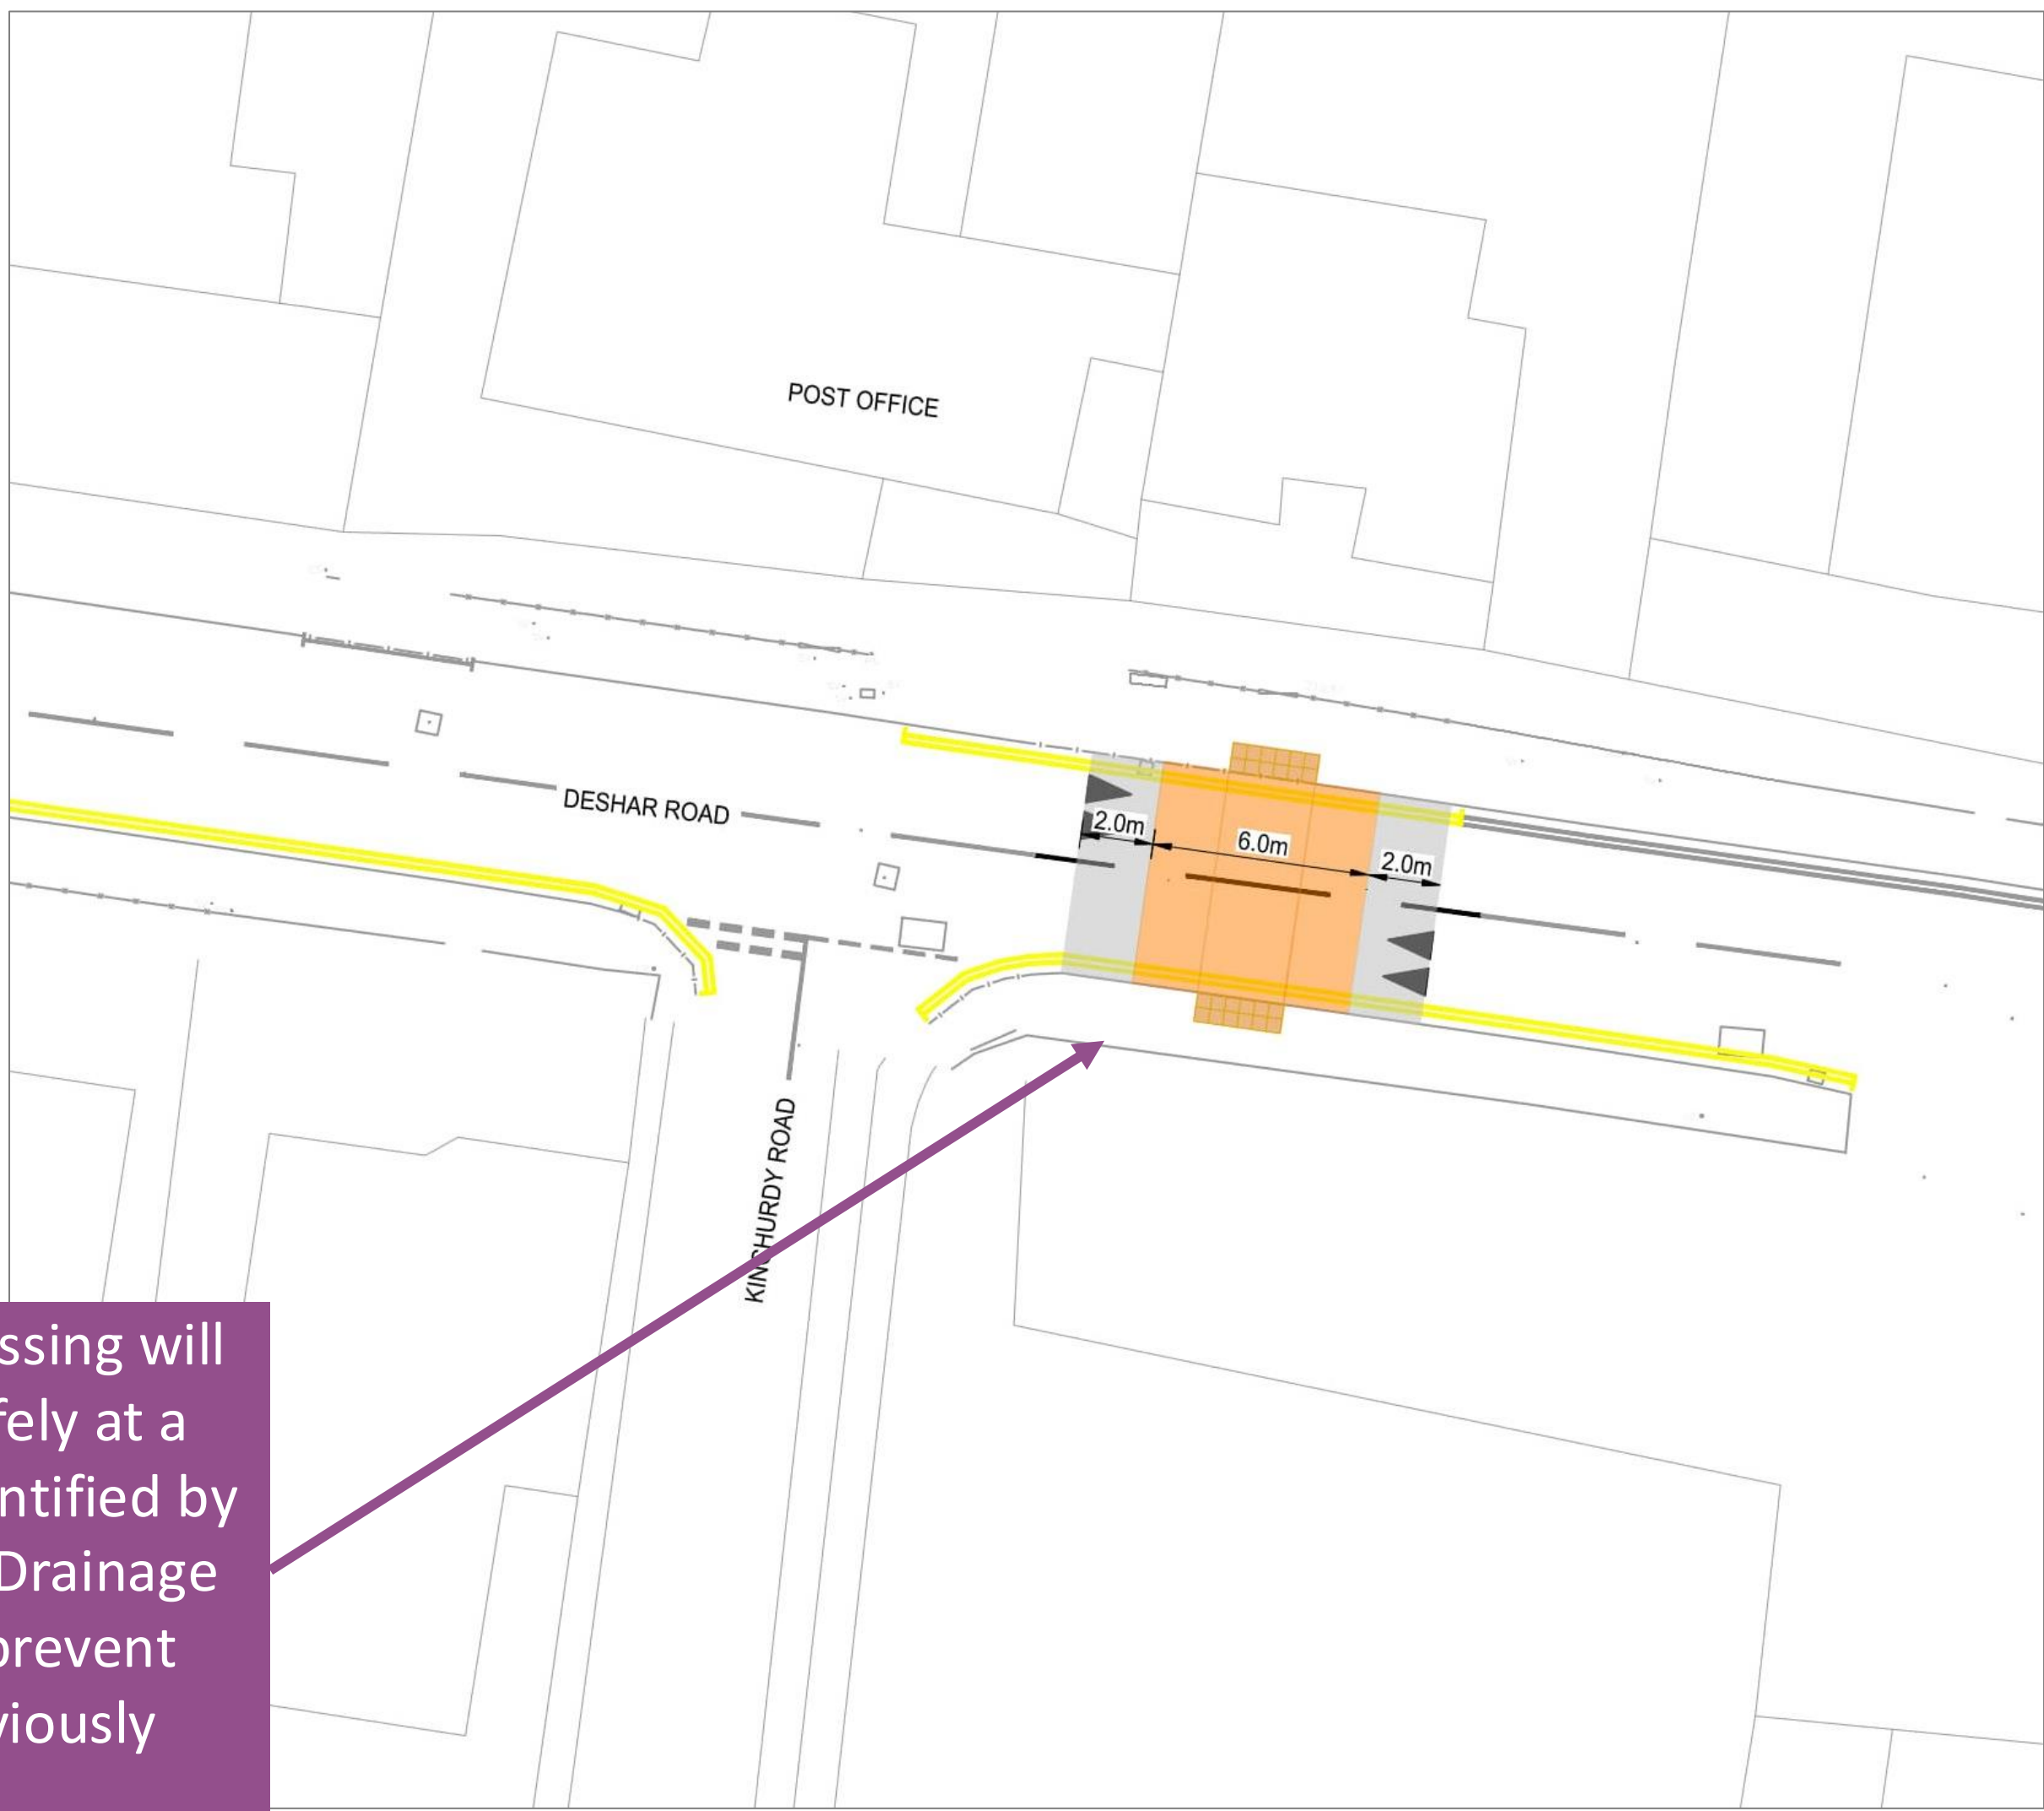 POST OFFICE
DESHAR ROAD
2.0m
6.0m
2.0m
KINGHURDY ROAD
ssing will
fely at a
ntified by
Drainage
prevent
viously